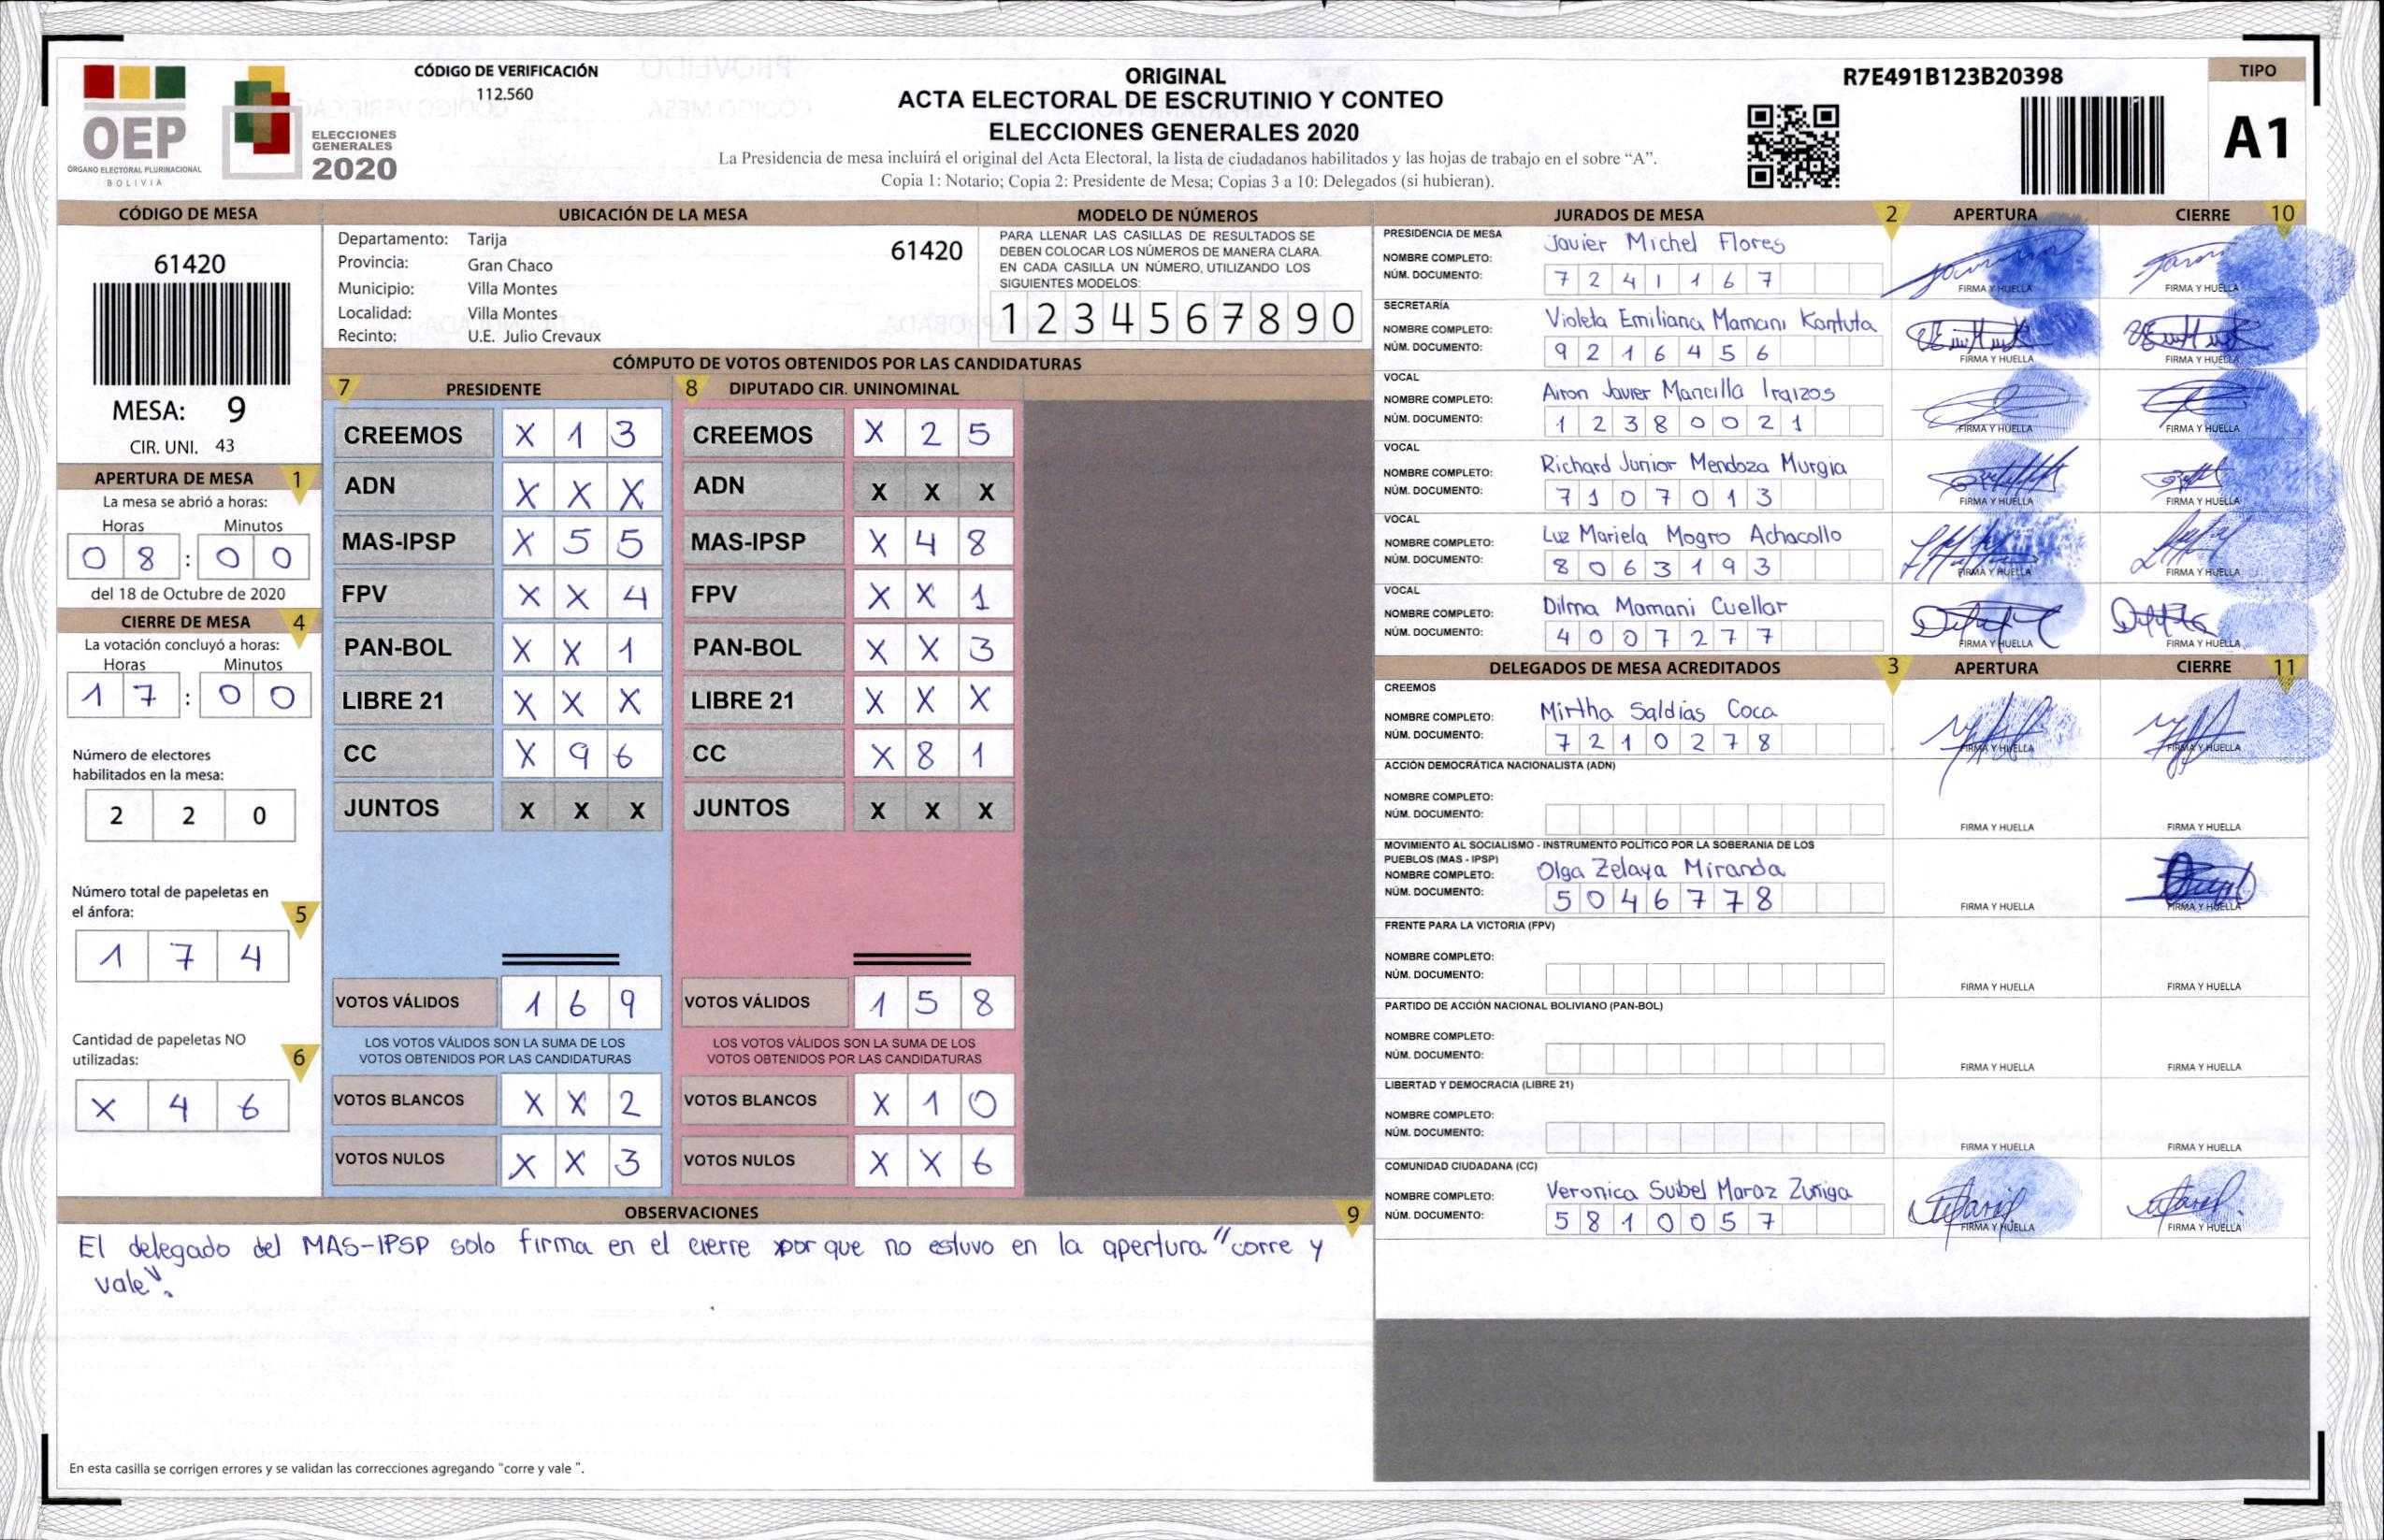 CÓDIGO DE VERIFICACIÓN
112.560
OEP
ÓRGANO ELECTORAL PLURINACIONAL
BOLIVIA
ELECCIONES
GENERALES
2020
ORIGINAL
ACTA ELECTORAL DE ESCRUTINIO Y CONTEO
ELECCIONES GENERALES 2020
La Presidencia de mesa incluirá el original del Acta Electoral, la lista de ciudadanos habilitados y las hojas de trabajo en el sobre “A”.
Copia 1: Notario; Copia 2: Presidente de Mesa; Copias 3 a 10: Delegados (si hubieran).
R7E491B123B20398
TIPO
A1
CÓDIGO DE MESA
61420
MESA: 9
CIR. UNI. 43
APERTURA DE MESA 1
La mesa se abrió a horas:
Horas Minutos
0 8 : 0 0
del 18 de Octubre de 2020
CIERRE DE MESA 4
La votación concluyó a horas:
Horas Minutos
1 7 : 0 0
Número de electores
habilitados en la mesa:
2 2 0
Número total de papeletas en
el ánfora: 5
1 7 4
Cantidad de papeletas NO
utilizadas: 6
X 4 6
UBICACIÓN DE LA MESA
Departamento: Tarija
61420
Provincia: Gran Chaco
Municipio: Villa Montes
Localidad: Villa Montes
Recinto: U.E. Julio Crevaux
MODELO DE NÚMEROS
PARA LLENAR LAS CASILLAS DE RESULTADOS SE
DEBEN COLOCAR LOS NÚMEROS DE MANERA CLARA.
EN CADA CASILLA UN NÚMERO, UTILIZANDO LOS
SIGUIENTES MODELOS:
1 2 3 4 5 6 7 8 9 0
CÓMPUTO DE VOTOS OBTENIDOS POR LAS CANDIDATURAS
7 PRESIDENTE
CREEMOS X 1 3
ADN X X X
MAS-IPSP X 5 5
FPV X X 4
PAN-BOL X X 1
LIBRE 21 X X X
CC X 9 6
JUNTOS X X X
VOTOS VÁLIDOS 1 6 9
LOS VOTOS VÁLIDOS SON LA SUMA DE LOS
VOTOS OBTENIDOS POR LAS CANDIDATURAS
VOTOS BLANCOS X X 2
VOTOS NULOS X X 3
8 DIPUTADO CIR. UNINOMINAL
CREEMOS X 2 5
ADN X X X
MAS-IPSP X 4 8
FPV X X 1
PAN-BOL X X 3
LIBRE 21 X X X
CC X 8 1
JUNTOS X X X
VOTOS VÁLIDOS 1 5 8
LOS VOTOS VÁLIDOS SON LA SUMA DE LOS
VOTOS OBTENIDOS POR LAS CANDIDATURAS
VOTOS BLANCOS X 1 0
VOTOS NULOS X X 6
OBSERVACIONES 9
El delegado del MAS-IPSP solo firma en el cierre por que no estuvo en la apertura "corre y
vale".
En esta casilla se corrigen errores y se validan las correcciones agregando "corre y vale ".
JURADOS DE MESA 2 APERTURA CIERRE 10
PRESIDENCIA DE MESA
NOMBRE COMPLETO: Javier Michel Flores
NÚM. DOCUMENTO: 7 2 4 1 1 6 7
FIRMA Y HUELLA FIRMA Y HUELLA
SECRETARÍA
NOMBRE COMPLETO: Violeta Emiliana Mamani Kantuta
NÚM. DOCUMENTO: 9 2 1 6 4 5 6
FIRMA Y HUELLA FIRMA Y HUELLA
VOCAL
NOMBRE COMPLETO: Airon Javier Mancilla Iraizos
NÚM. DOCUMENTO: 1 2 3 8 0 0 2 1
FIRMA Y HUELLA FIRMA Y HUELLA
VOCAL
NOMBRE COMPLETO: Richard Junior Mendoza Murgia
NÚM. DOCUMENTO: 7 1 0 7 0 1 3
FIRMA Y HUELLA FIRMA Y HUELLA
VOCAL
NOMBRE COMPLETO: Luz Mariela Mogro Achacollo
NÚM. DOCUMENTO: 8 0 6 3 1 9 3
FIRMA Y HUELLA FIRMA Y HUELLA
VOCAL
NOMBRE COMPLETO: Dilma Mamani Cuellar
NÚM. DOCUMENTO: 4 0 0 7 2 7 7
FIRMA Y HUELLA FIRMA Y HUELLA
DELEGADOS DE MESA ACREDITADOS 3 APERTURA CIERRE 11
CREEMOS
NOMBRE COMPLETO: Mirtha Saldias Coca
NÚM. DOCUMENTO: 7 2 1 0 2 7 8
FIRMA Y HUELLA FIRMA Y HUELLA
ACCIÓN DEMOCRÁTICA NACIONALISTA (ADN)
NOMBRE COMPLETO:
NÚM. DOCUMENTO:
FIRMA Y HUELLA FIRMA Y HUELLA
MOVIMIENTO AL SOCIALISMO - INSTRUMENTO POLÍTICO POR LA SOBERANIA DE LOS
PUEBLOS (MAS - IPSP)
NOMBRE COMPLETO: Olga Zelaya Miranda
NÚM. DOCUMENTO: 5 0 4 6 7 7 8
FIRMA Y HUELLA FIRMA Y HUELLA
FRENTE PARA LA VICTORIA (FPV)
NOMBRE COMPLETO:
NÚM. DOCUMENTO:
FIRMA Y HUELLA FIRMA Y HUELLA
PARTIDO DE ACCIÓN NACIONAL BOLIVIANO (PAN-BOL)
NOMBRE COMPLETO:
NÚM. DOCUMENTO:
FIRMA Y HUELLA FIRMA Y HUELLA
LIBERTAD Y DEMOCRACIA (LIBRE 21)
NOMBRE COMPLETO:
NÚM. DOCUMENTO:
FIRMA Y HUELLA FIRMA Y HUELLA
COMUNIDAD CIUDADANA (CC)
NOMBRE COMPLETO: Veronica Suibel Maraz Zuñiga
NÚM. DOCUMENTO: 5 8 1 0 0 5 7
FIRMA Y HUELLA FIRMA Y HUELLA